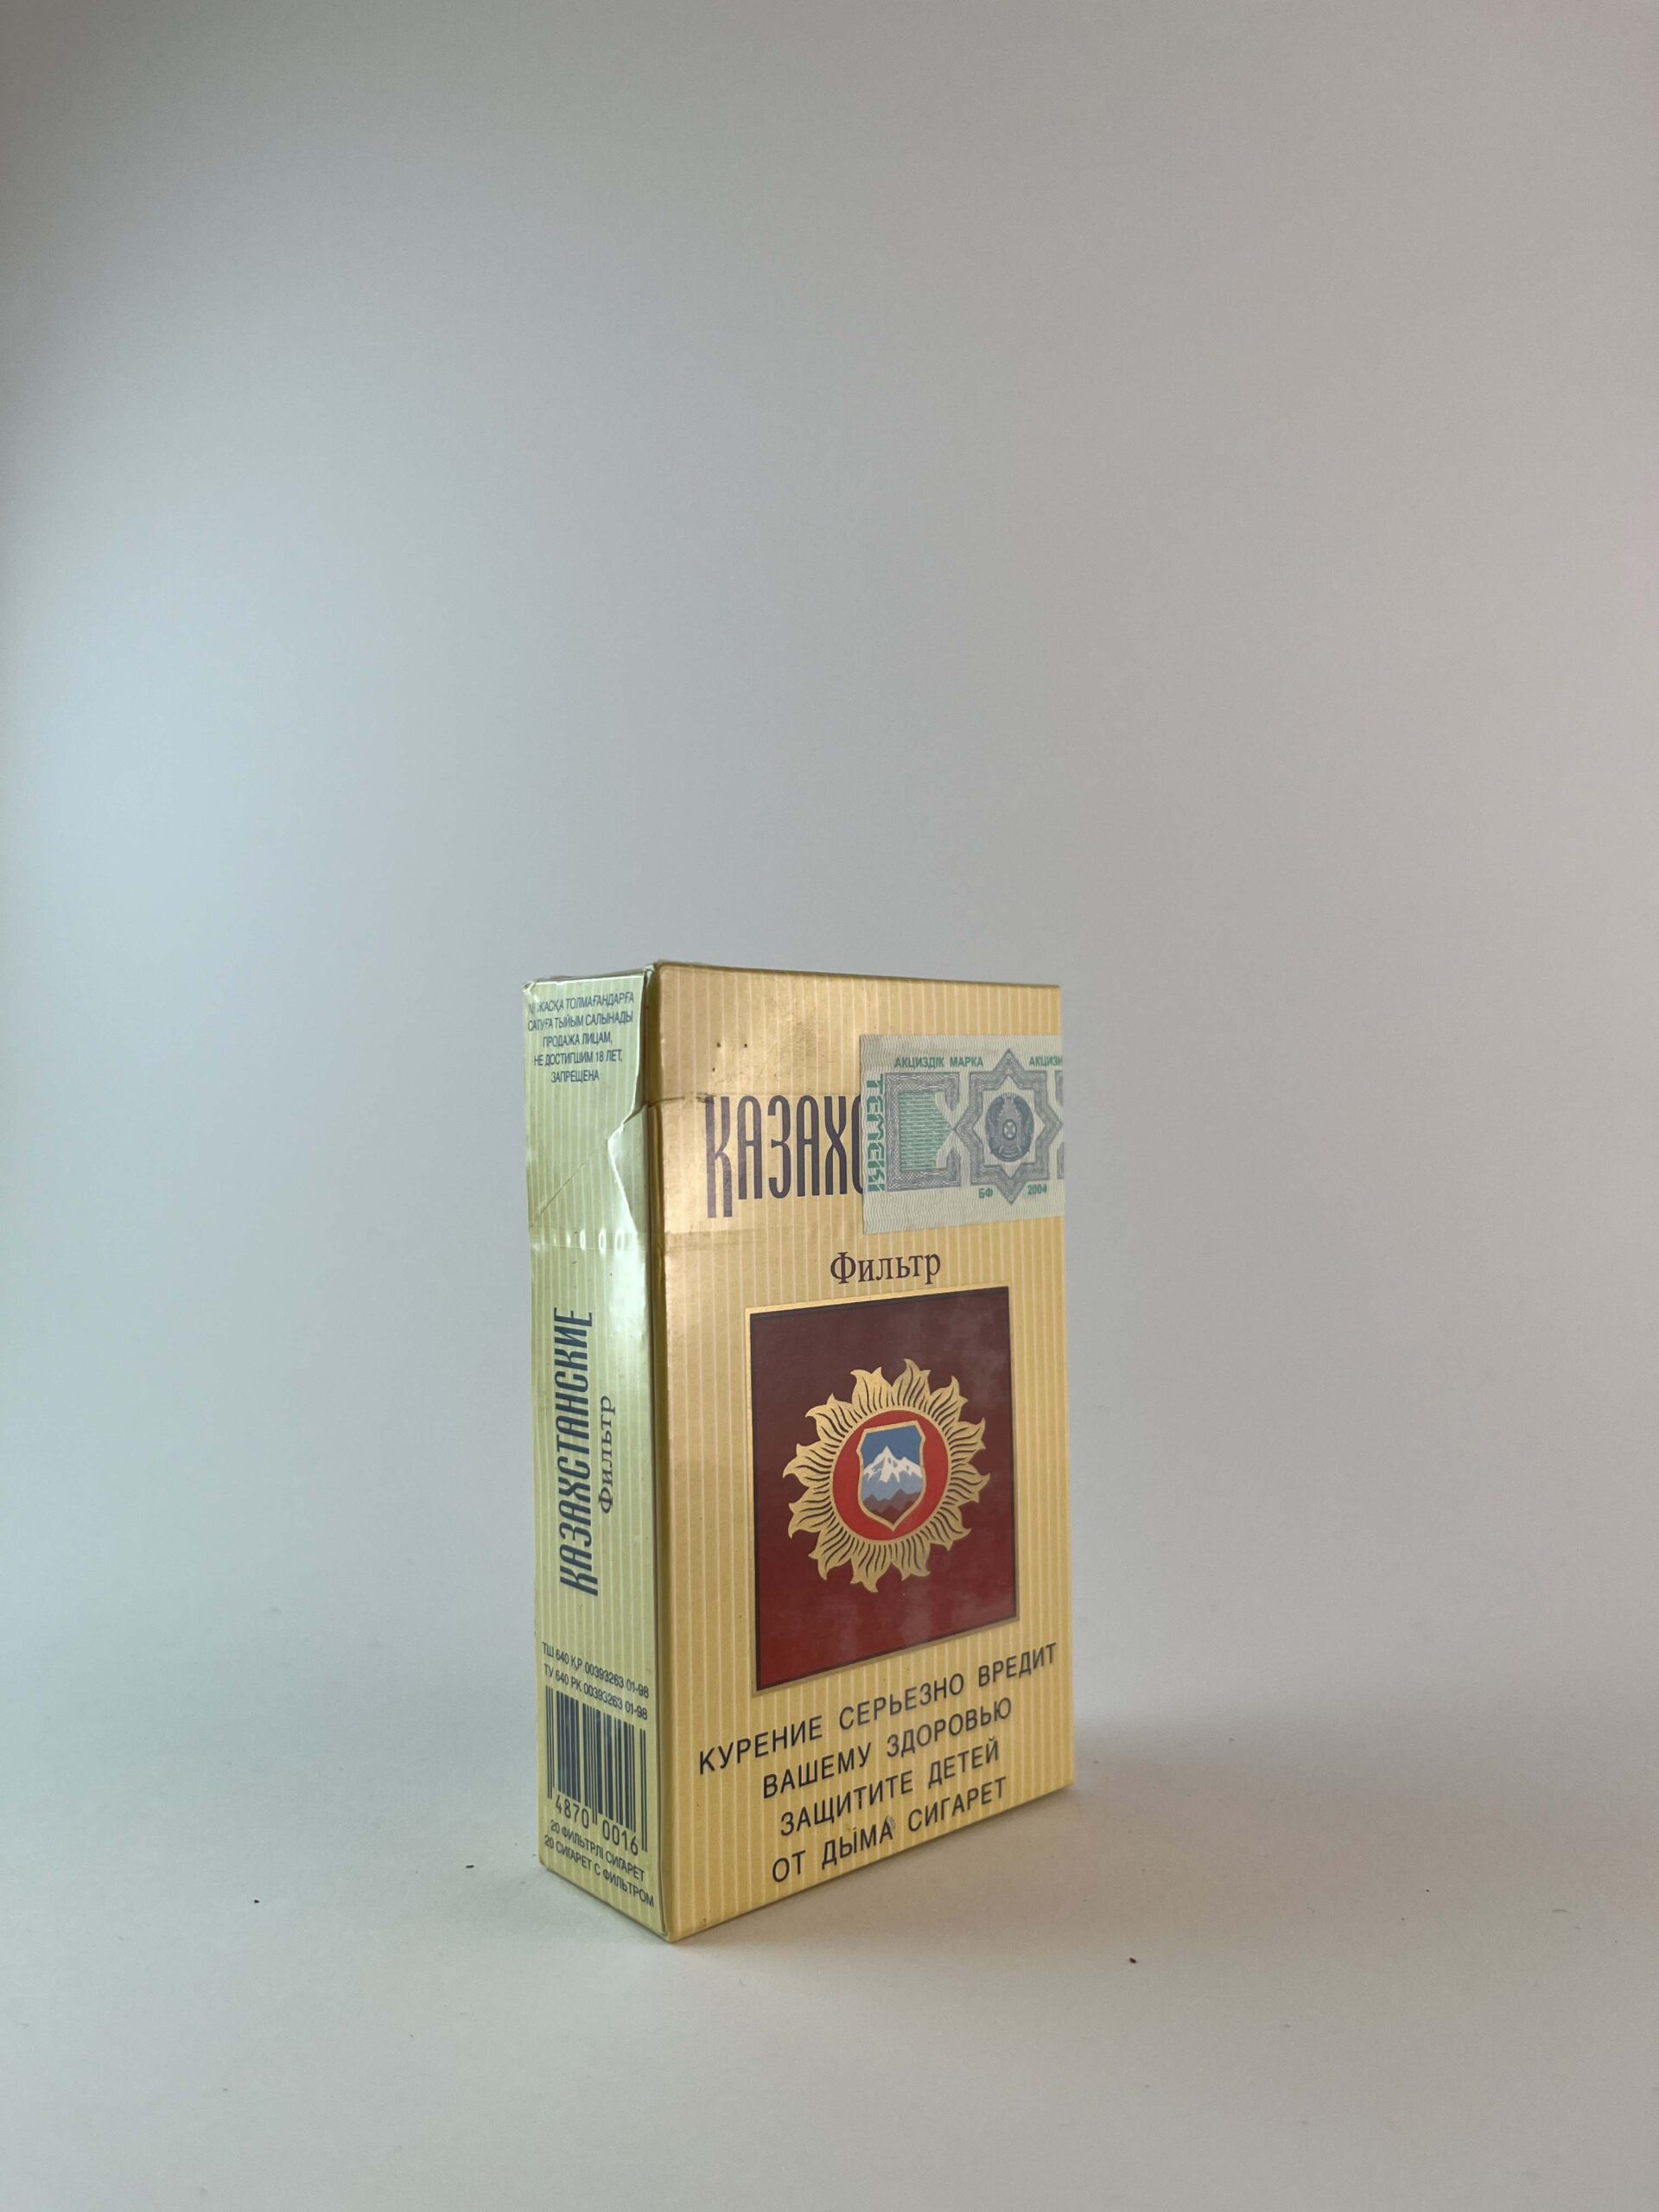 ЖАСҚА ТОЛМАҒАНДАРҒА
САТУҒА ТЫЙЫМ САЛЫНАДЫ
ПРОДАЖА ЛИЦАМ,
НЕ ДОСТИГШИМ 18 ЛЕТ,
ЗАПРЕЩЕНА
КАЗАХСТАНСКИЕ
Фильтр
ТШ 640 ҚР 00393263 01-98
ТУ 640 РК 00393263 01-98
4870 0016
20 ФИЛЬТРЛІ СИГАРЕТ
20 СИГАРЕТ С ФИЛЬТРОМ
КАЗАХС
АКЦИЗДІК МАРКА АКЦИЗН
ТЕМЕКІ
БФ 2004
Фильтр
КУРЕНИЕ СЕРЬЕЗНО ВРЕДИТ
ВАШЕМУ ЗДОРОВЬЮ
ЗАЩИТИТЕ ДЕТЕЙ
ОТ ДЫМА СИГАРЕТ